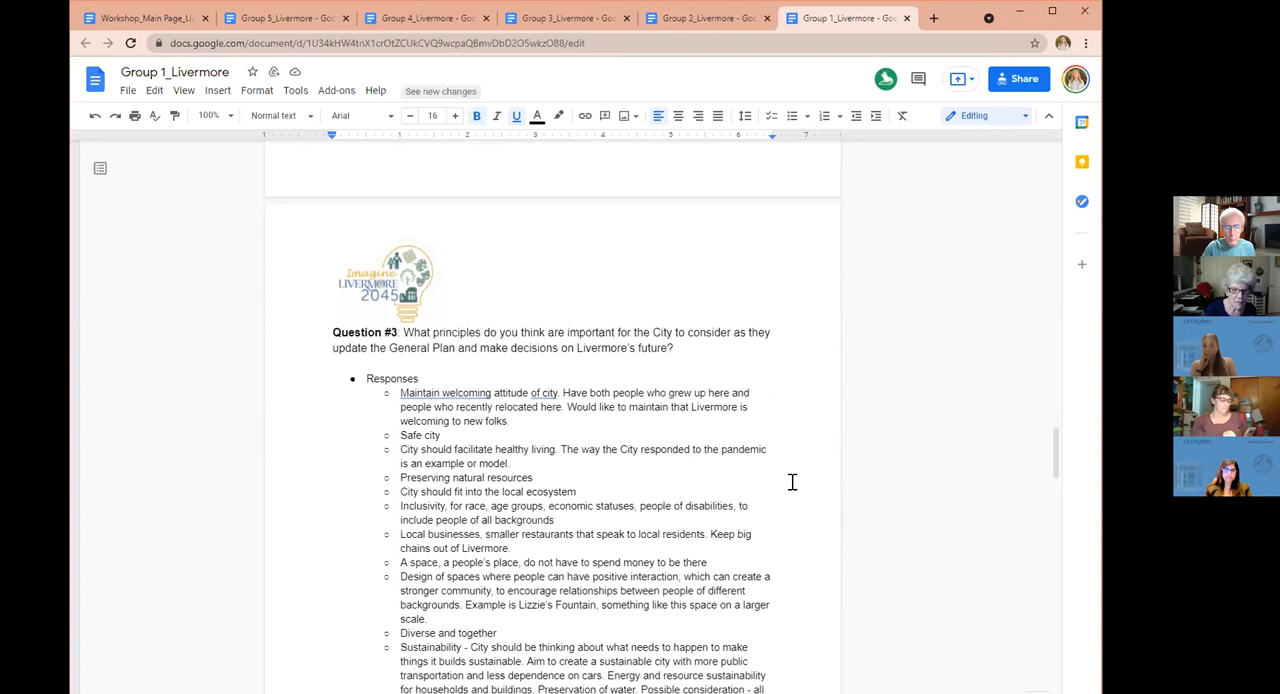 Workshop_Main Page_Li
Group 5_Livermore - Goo
Group 4_Livermore - Goo
Group 3_Livermore - Goo
Group 2_Livermore - Goo
Group 1_Livermore - Goo
docs.google.com/document/d/1U34kHW4tnX1crOtZCUkCVQ9wcpaQBmvDbD2O5wkzO88/edit
Group 1_Livermore
File Edit View Insert Format Tools Add-ons Help See new changes
Share
100% Normal text Arial 16 B I U A Editing
1 1 2 3 4 5 6 7
Imagine
LIVERMORE
2045
Question #3: What principles do you think are important for the City to consider as they
update the General Plan and make decisions on Livermore's future?
Responses
Maintain welcoming attitude of city. Have both people who grew up here and
people who recently relocated here. Would like to maintain that Livermore is
welcoming to new folks.
Safe city
City should facilitate healthy living. The way the City responded to the pandemic
is an example or model.
Preserving natural resources
City should fit into the local ecosystem
Inclusivity, for race, age groups, economic statuses, people of disabilities, to
include people of all backgrounds
Local businesses, smaller restaurants that speak to local residents. Keep big
chains out of Livermore.
A space, a people's place, do not have to spend money to be there
Design of spaces where people can have positive interaction, which can create a
stronger community, to encourage relationships between people of different
backgrounds. Example is Lizzie's Fountain, something like this space on a larger
scale.
Diverse and together
Sustainability - City should be thinking about what needs to happen to make
things it builds sustainable. Aim to create a sustainable city with more public
transportation and less dependence on cars. Energy and resource sustainability
for households and buildings. Preservation of water. Possible consideration - all